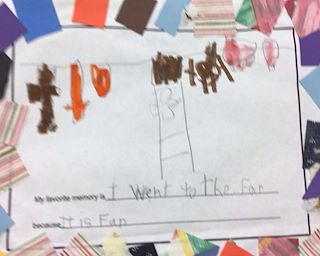 My favorite memory is I Went to the Far
because It is Fun